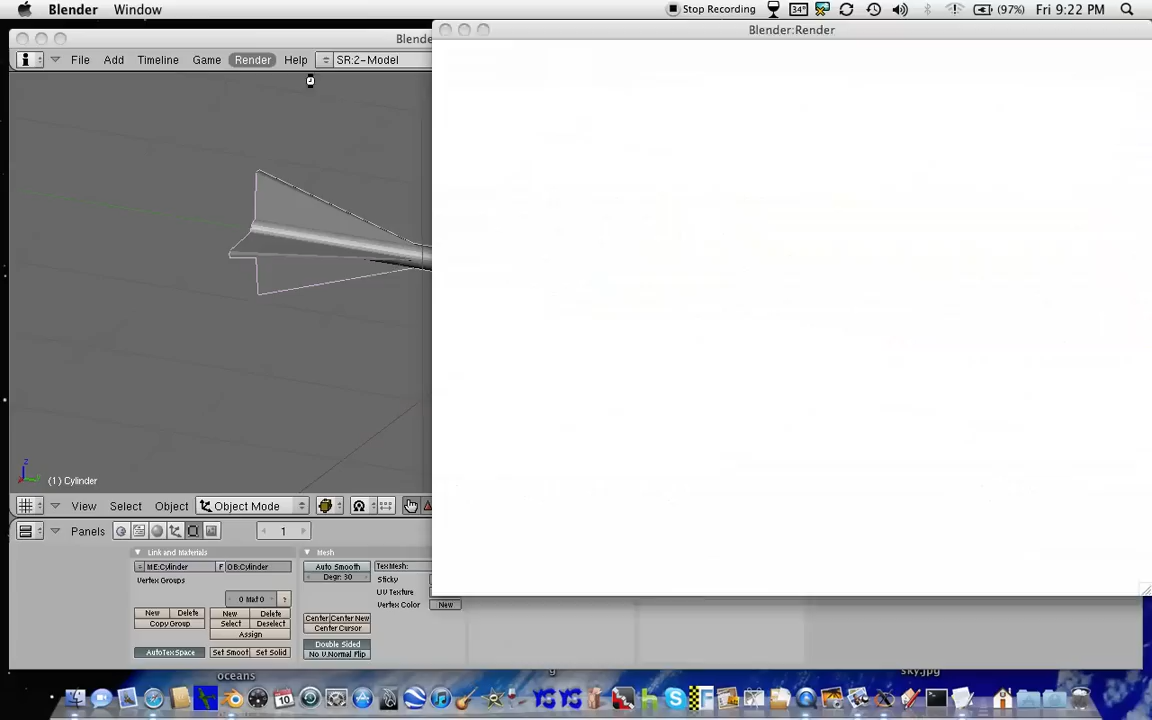 Blender Window Stop Recording 34° (97%) Fri 9:22 PM
Blende Blender:Render
File Add Timeline Game Render Help SR:2-Model
(1) Cylinder
View Select Object Object Mode
Panels 1
Link and Materials Mesh
ME:Cylinder F OB:Cylinder Auto Smooth TexMesh:
Vertex Groups Degr: 30 Sticky
UV Texture
0 Mat 0 ? Vertex Color New
New Delete New Delete Center Center New
Copy Group Select Deselect Center Cursor
Assign
Double Sided
AutoTexSpace Set Smoot Set Solid No V.Normal Flip
oceans g sky.jpg
10